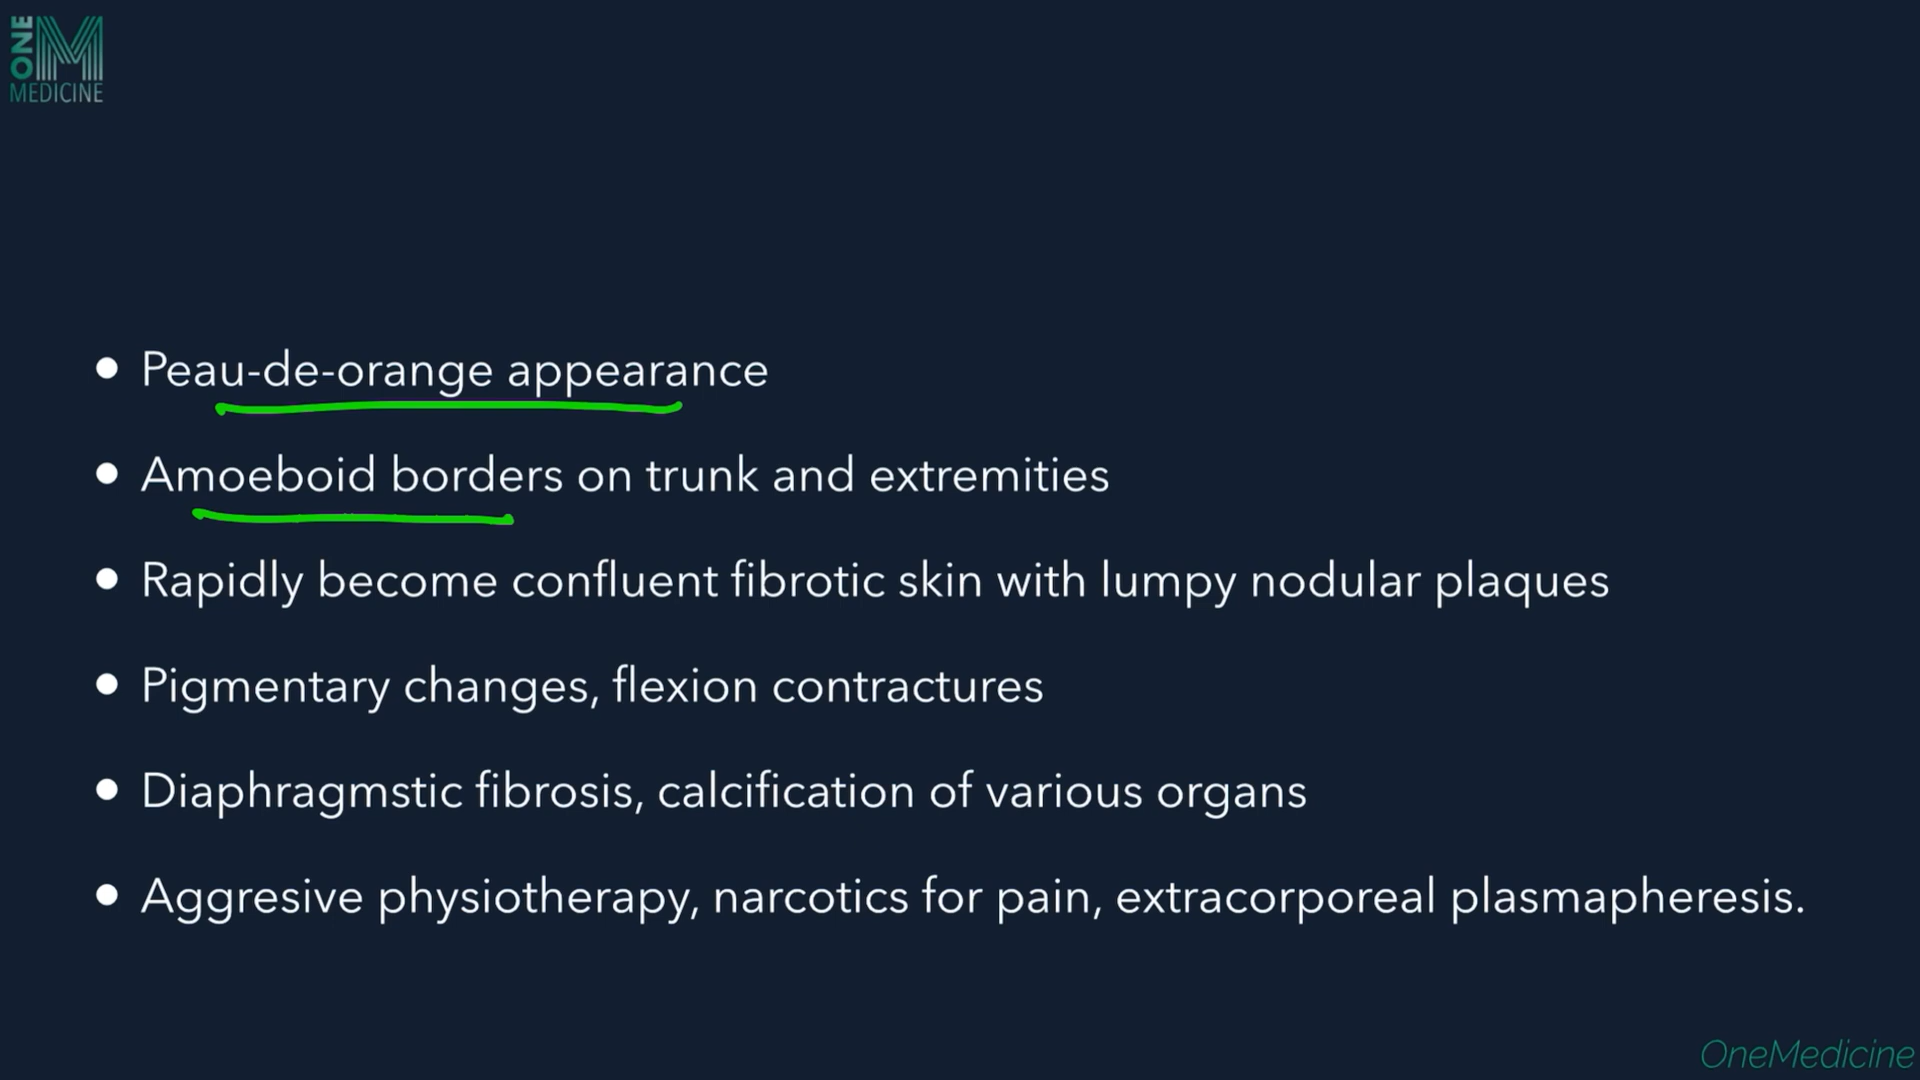 ONE
M
MEDICINE
• Peau-de-orange appearance
• Amoeboid borders on trunk and extremities
• Rapidly become confluent fibrotic skin with lumpy nodular plaques
• Pigmentary changes, flexion contractures
• Diaphragmstic fibrosis, calcification of various organs
• Aggresive physiotherapy, narcotics for pain, extracorporeal plasmapheresis.
OneMedicine